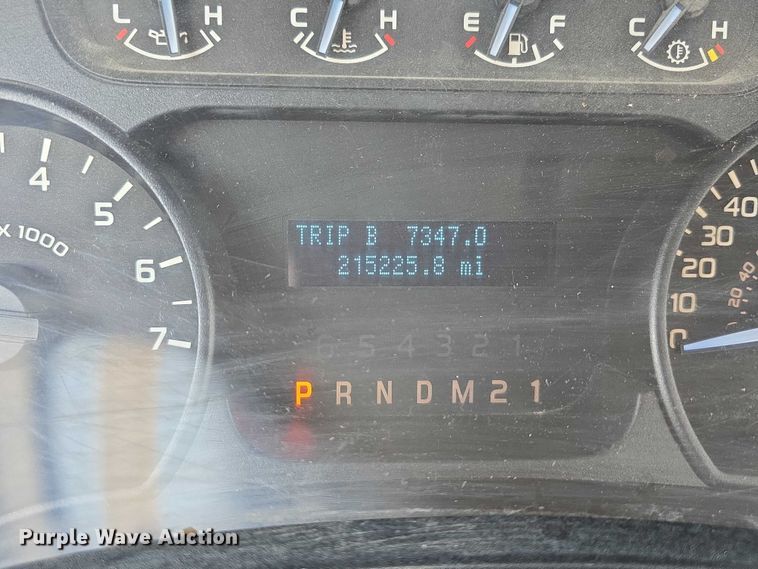 L H C H E F C H
4
5
X 1000
6
7
TRIP B 7347.0
215225.8 mi
6 5 4 3 2 1
P R N D M 2 1
40
30
20
10
0
40
20
Purple Wave Auction®